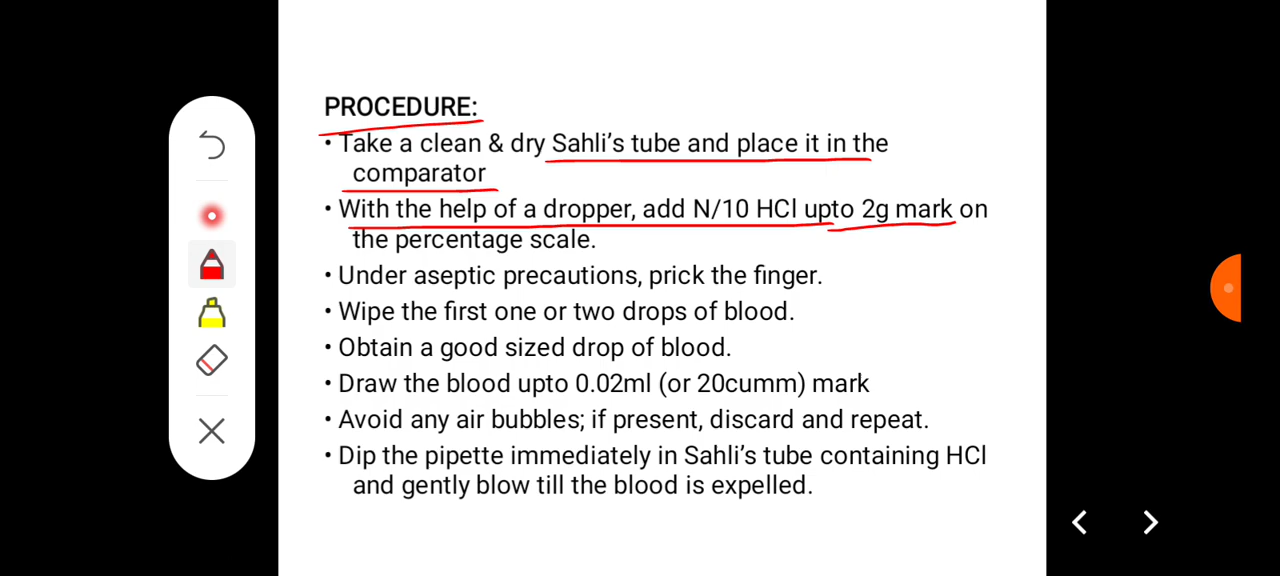 PROCEDURE:
• Take a clean & dry Sahli's tube and place it in the
comparator
• With the help of a dropper, add N/10 HCl upto 2g mark on
the percentage scale.
• Under aseptic precautions, prick the finger.
• Wipe the first one or two drops of blood.
• Obtain a good sized drop of blood.
• Draw the blood upto 0.02ml (or 20cumm) mark
• Avoid any air bubbles; if present, discard and repeat.
• Dip the pipette immediately in Sahli's tube containing HCl
and gently blow till the blood is expelled.